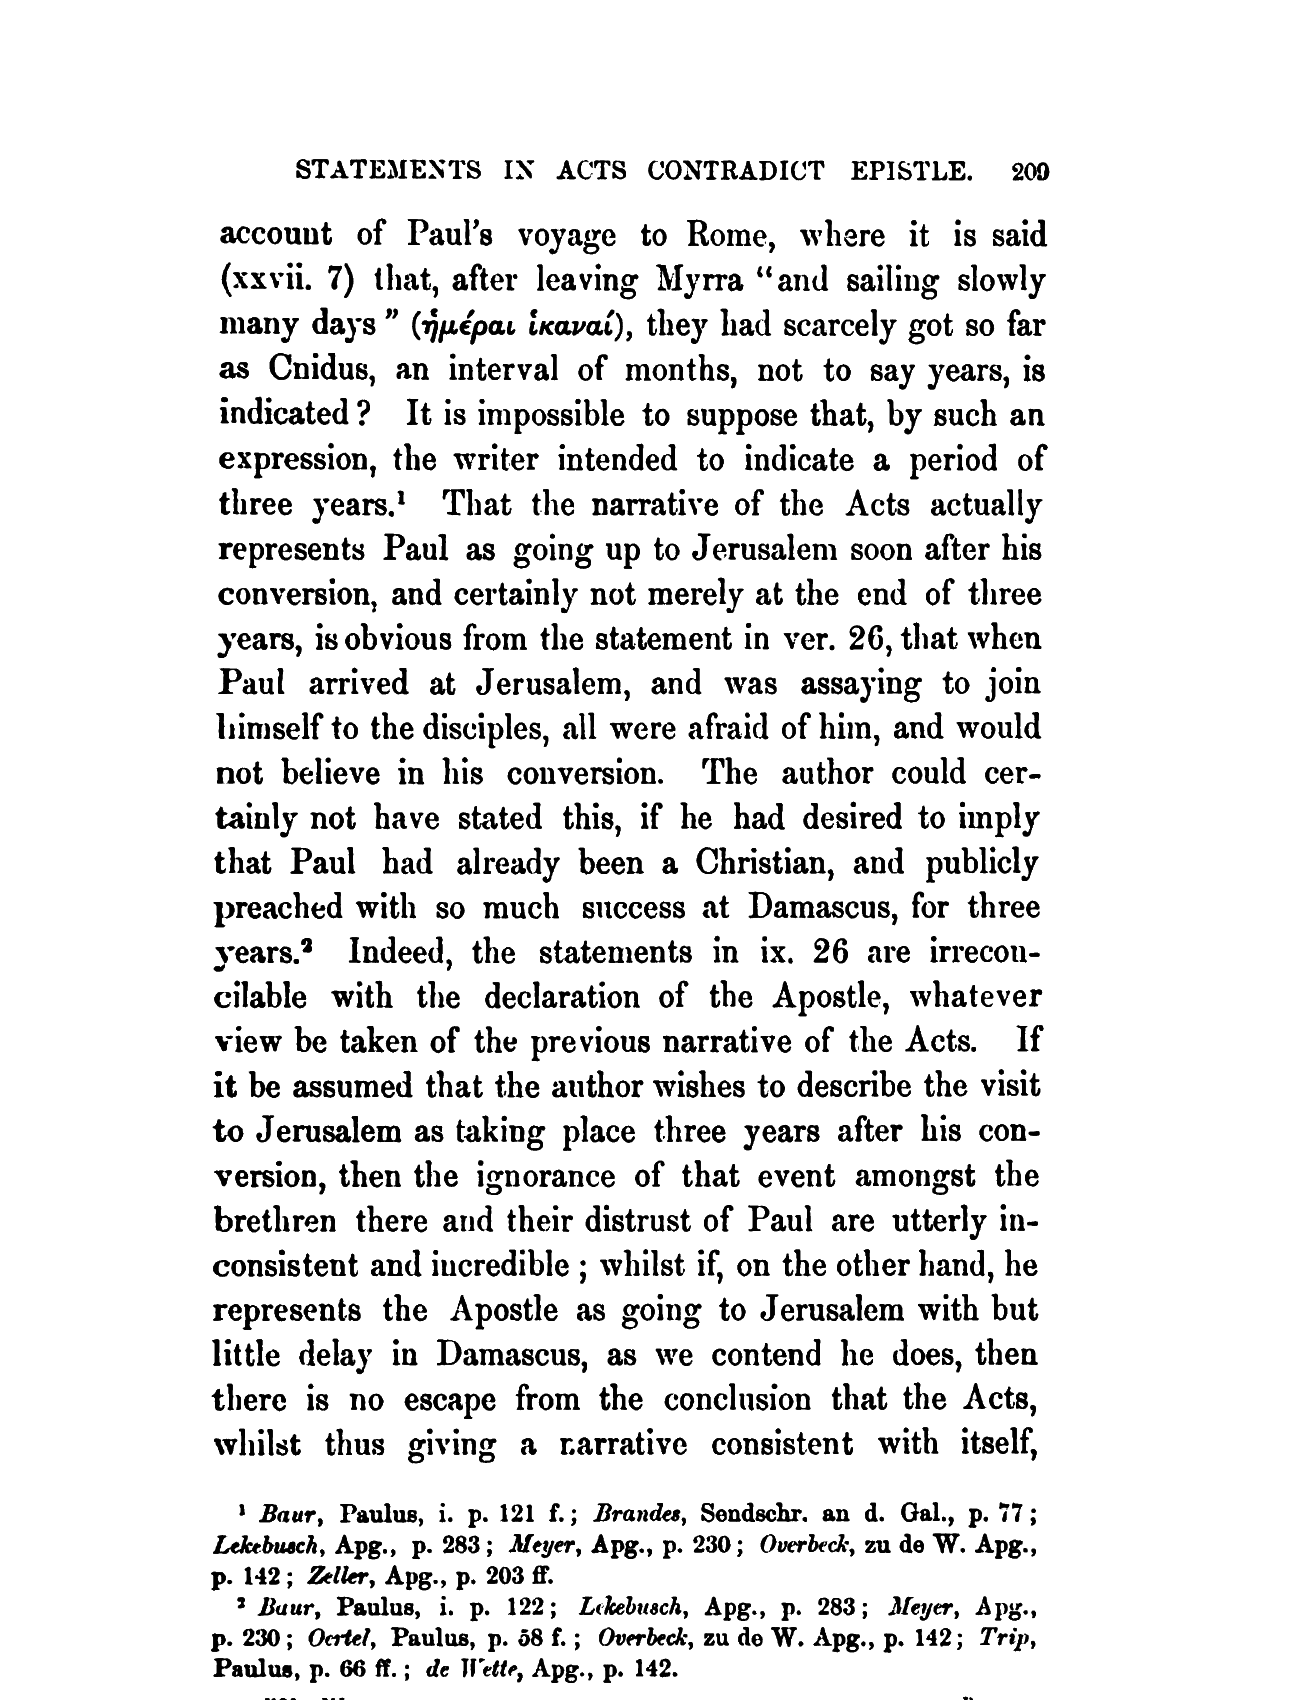 STATEMENTS IN ACTS CONTRADICT EPISTLE. 209
account of Paul's voyage to Rome, where it is said
(xxvii. 7) that, after leaving Myrra "and sailing slowly
many days" (ἡμέραι ἱκαναί), they had scarcely got so far
as Cnidus, an interval of months, not to say years, is
indicated? It is impossible to suppose that, by such an
expression, the writer intended to indicate a period of
three years.¹ That the narrative of the Acts actually
represents Paul as going up to Jerusalem soon after his
conversion, and certainly not merely at the end of three
years, is obvious from the statement in ver. 26, that when
Paul arrived at Jerusalem, and was assaying to join
himself to the disciples, all were afraid of him, and would
not believe in his conversion. The author could cer-
tainly not have stated this, if he had desired to imply
that Paul had already been a Christian, and publicly
preached with so much success at Damascus, for three
years.² Indeed, the statements in ix. 26 are irrecon-
cilable with the declaration of the Apostle, whatever
view be taken of the previous narrative of the Acts. If
it be assumed that the author wishes to describe the visit
to Jerusalem as taking place three years after his con-
version, then the ignorance of that event amongst the
brethren there and their distrust of Paul are utterly in-
consistent and incredible; whilst if, on the other hand, he
represents the Apostle as going to Jerusalem with but
little delay in Damascus, as we contend he does, then
there is no escape from the conclusion that the Acts,
whilst thus giving a narrative consistent with itself,
¹ Baur, Paulus, i. p. 121 f.; Brandes, Sendschr. an d. Gal., p. 77;
Lekebusch, Apg., p. 283; Meyer, Apg., p. 230; Overbeck, zu de W. Apg.,
p. 142; Zeller, Apg., p. 203 ff.
² Baur, Paulus, i. p. 122; Lekebusch, Apg., p. 283; Meyer, Apg.,
p. 230; Oertel, Paulus, p. 58 f.; Overbeck, zu de W. Apg., p. 142; Trip,
Paulus, p. 66 ff.; de Wette, Apg., p. 142.